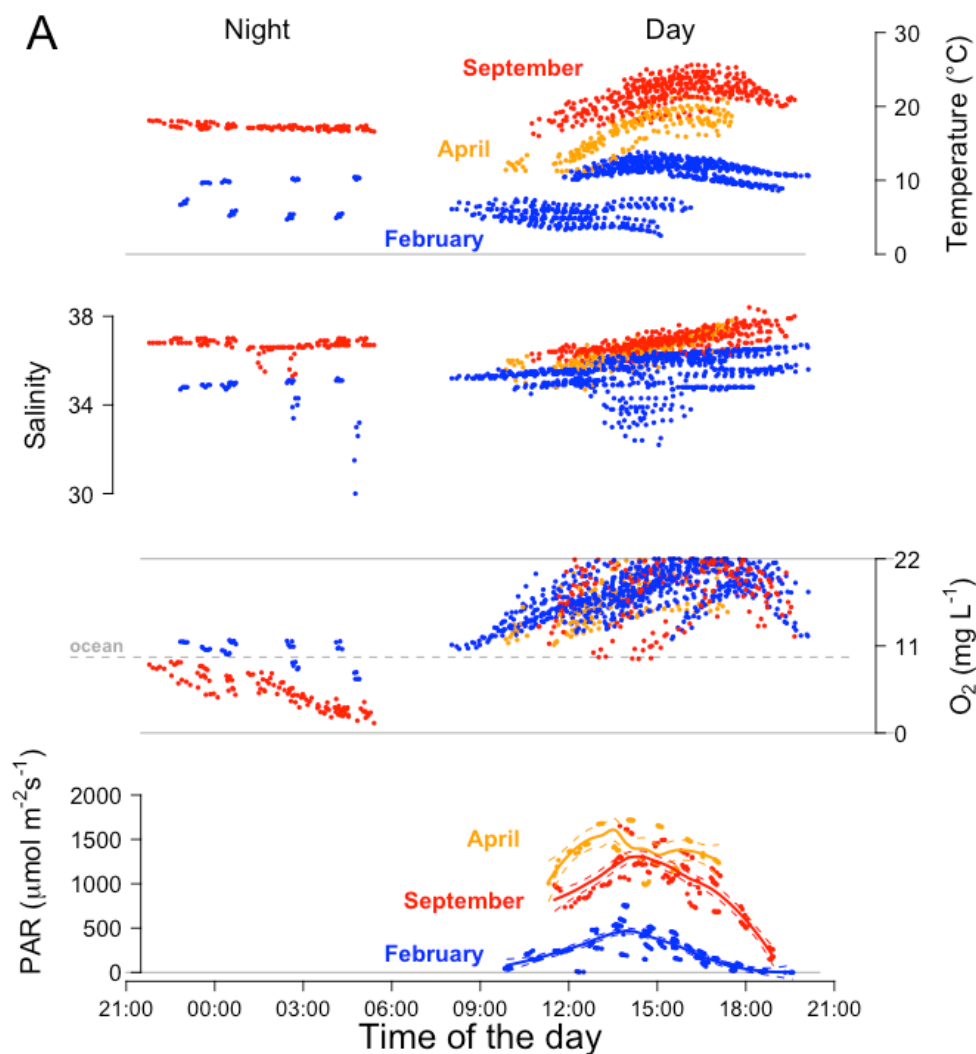 A
Night
Day
30
20
10
0
Temperature (°C)
September
April
February
38
34
30
Salinity
ocean
22
11
0
O₂ (mg L⁻¹)
2000
1500
1000
500
0
PAR (μmol m⁻²s⁻¹)
April
September
February
21:00 00:00 03:00 06:00 09:00 12:00 15:00 18:00 21:00
Time of the day